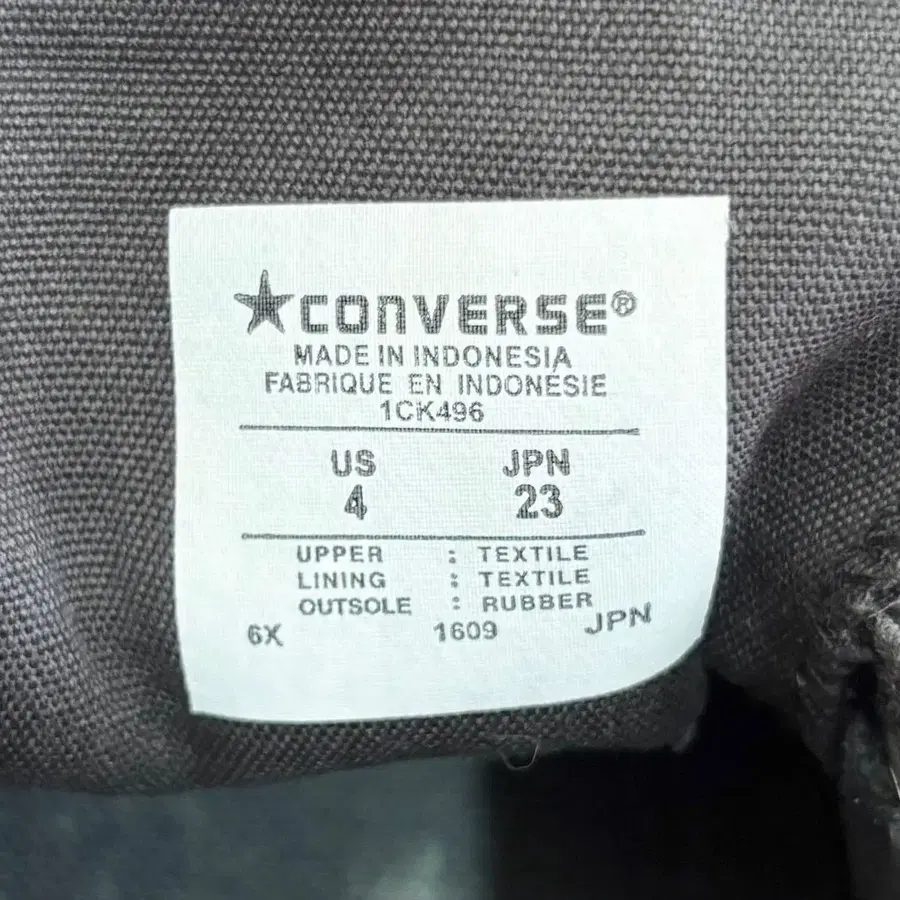 ★CONVERSE®
MADE IN INDONESIA
FABRIQUE EN INDONESIE
1CK496
US JPN
4 23
UPPER : TEXTILE
LINING : TEXTILE
OUTSOLE : RUBBER
6X 1609 JPN